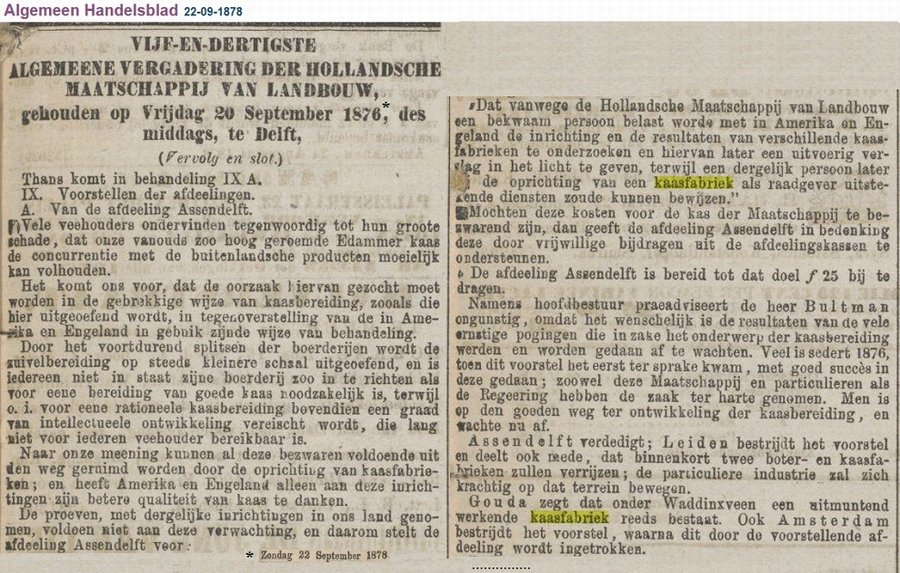 Algemeen Handelsblad 22-09-1878
VIJF-EN-DERTIGSTE
ALGEMEENE VERGADERING DER HOLLANDSCHE
MAATSCHAPPIJ VAN LANDBOUW,
gehouden op Vrijdag 20 September 1876,* des
middags, te Delft,
(Vervolg en slot.)
Thans komt in behandeling IX A.
IX. Voorstellen der afdeelingen.
A. Van de afdeeling Assendelft.
Vele veehouders ondervinden tegenwoordig tot hun groote
schade, dat onze vanouds zoo hoog geroemde Edammer kaas
de concurrentie met de buitenlandsche producten moeielijk
kan volhouden.
Het komt ons voor, dat de oorzaak hiervan gezocht moet
worden in de gebrekkige wijze van kaasbereiding, zooals die
hier uitgeoefend wordt, in tegenoverstelling van de in Ame-
rika en Engeland in gebruik zijnde wijze van behandeling.
Door het voortdurend splitsen der boerderijen wordt de
zuivelbereiding op steeds kleinere schaal uitgeoefend, en is
iedereen niet in staat zijne boerderij zoo in te richten als
voor eene bereiding van goede kaas noodzakelijk is, terwijl
o. i. voor eene rationeele kaasbereiding bovendien een graad
van intellectueele ontwikkeling vereischt wordt, die lang
niet voor iederen veehouder bereikbaar is.
Naar onze meening kunnen al deze bezwaren voldoende uit
den weg geruimd worden door de oprichting van kaasfabrie-
ken; en heeft Amerika en Engeland alleen aan deze inrich-
tingen zijn betere qualiteit van kaas te danken.
De proeven, met dergelijke inrichtingen in ons land geno-
men, voldoen niet aan deze verwachting, en daarom stelt de
afdeeling Assendelft voor:
* Zondag 22 September 1878.
„Dat vanwege de Hollandsche Maatschappij van Landbouw
een bekwaam persoon belast worde met in Amerika en En-
geland de inrichting en de resultaten van verschillende kaas-
fabrieken te onderzoeken en hiervan later een uitvoerig ver-
slag in het licht te geven, terwijl een dergelijk persoon later
bij de oprichting van een kaasfabriek als raadgever uitste-
kende diensten zoude kunnen bewijzen."
Mochten deze kosten voor de kas der Maatschappij te be-
zwarend zijn, dan geeft de afdeeling Assendelft in bedenking
deze door vrijwillige bijdragen uit de afdeelingskassen te
ondersteunen.
De afdeeling Assendelft is bereid tot dat doel f 25 bij te
dragen.
Namens hoofdbestuur praeadviseert de heer Bultman
ongunstig, omdat het wenschelijk is de resultaten van de vele
ernstige pogingen die in zake het onderwerp der kaasbereiding
werden en worden gedaan af te wachten. Veel is sedert 1876,
toen dit voorstel het eerst ter sprake kwam, met goed succès in
deze gedaan; zoowel deze Maatschappij en particulieren als
de Regeering hebben de zaak ter harte genomen. Men is
op den goeden weg ter ontwikkeling der kaasbereiding, en
wachte nu af.
Assendelft verdedigt; Leiden bestrijdt het voorstel
en deelt ook mede, dat binnenkort twee boter- en kaasfa-
brieken zullen verrijzen; de particuliere industrie zal zich
krachtig op dat terrein bewegen.
Gouda zegt dat onder Waddinxveen een uitmuntend
werkende kaasfabriek reeds bestaat. Ook Amsterdam
bestrijdt het voorstel, waarna dit door de voorstellende af-
deeling wordt ingetrokken.
...............